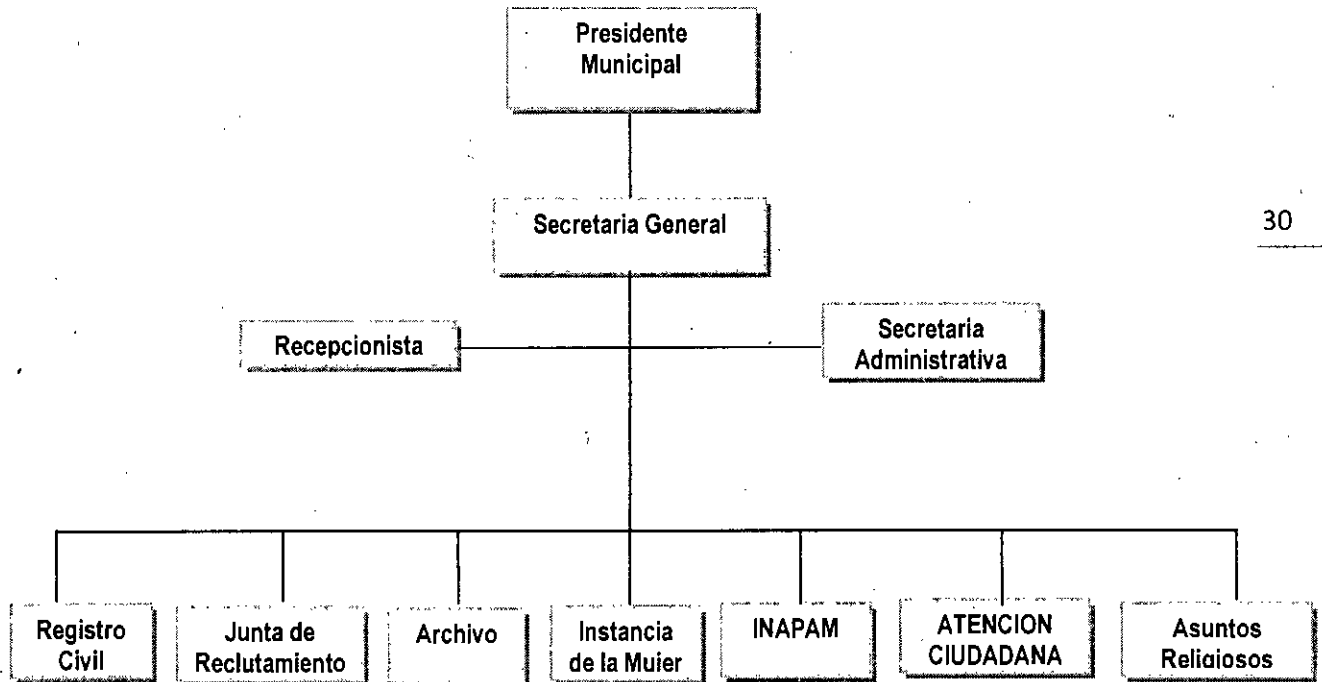 Presidente
Municipal
Secretaria General
30
Recepcionista
Secretaria
Administrativa
Registro
Civil
Junta de
Reclutamiento
Archivo
Instancia
de la Mujer
INAPAM
ATENCION
CIUDADANA
Asuntos
Religiosos